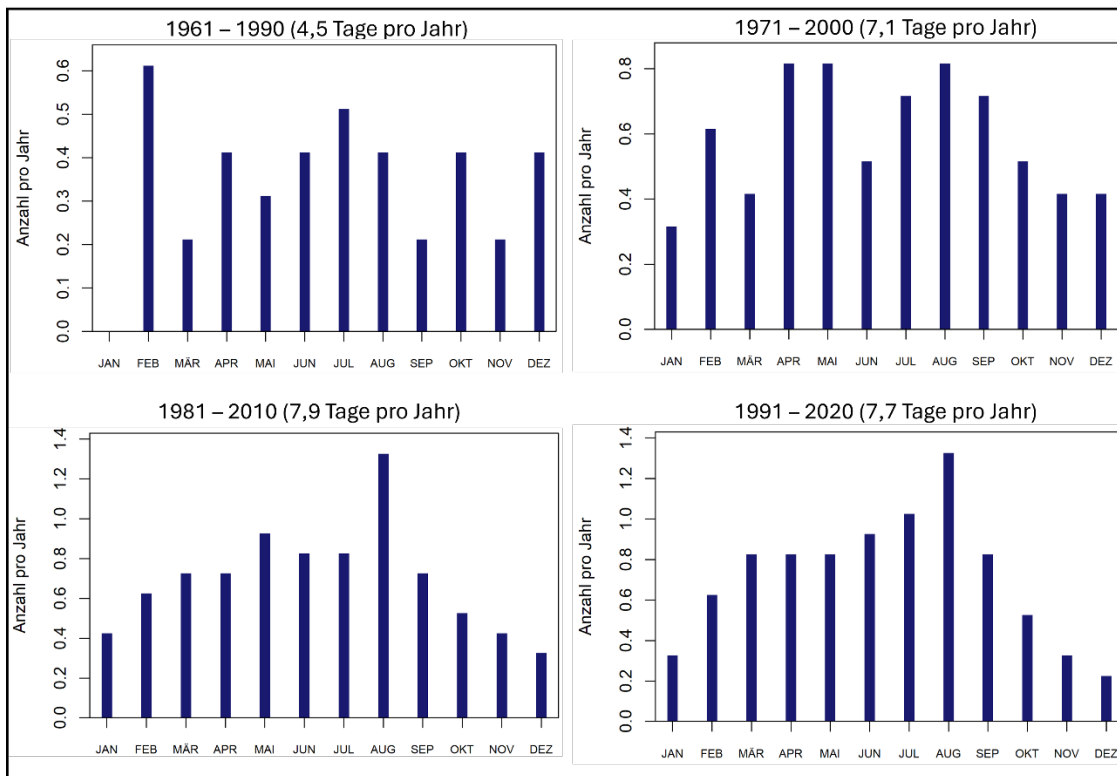 1961 – 1990 (4,5 Tage pro Jahr)
Anzahl pro Jahr
0.6
0.5
0.4
0.3
0.2
0.1
0.0
JAN FEB MÄR APR MAI JUN JUL AUG SEP OKT NOV DEZ
1971 – 2000 (7,1 Tage pro Jahr)
Anzahl pro Jahr
0.8
0.6
0.4
0.2
0.0
JAN FEB MÄR APR MAI JUN JUL AUG SEP OKT NOV DEZ
1981 – 2010 (7,9 Tage pro Jahr)
Anzahl pro Jahr
1.4
1.2
1.0
0.8
0.6
0.4
0.2
0.0
JAN FEB MÄR APR MAI JUN JUL AUG SEP OKT NOV DEZ
1991 – 2020 (7,7 Tage pro Jahr)
Anzahl pro Jahr
1.4
1.2
1.0
0.8
0.6
0.4
0.2
0.0
JAN FEB MÄR APR MAI JUN JUL AUG SEP OKT NOV DEZ